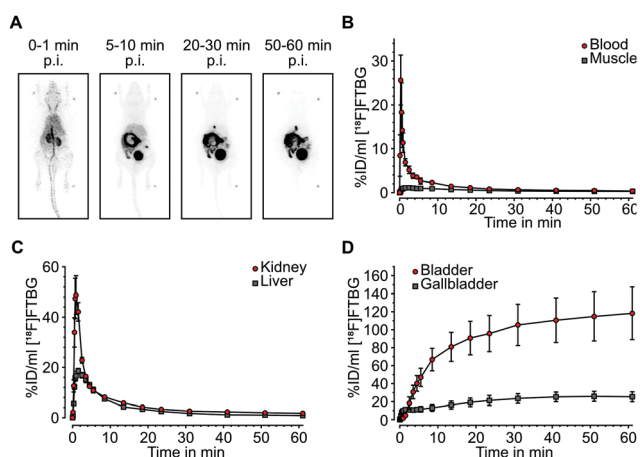 A
0-1 min
p.i.
5-10 min
p.i.
20-30 min
p.i.
50-60 min
p.i.
B
%ID/ml [¹⁸F]FTBG
30
20
10
0
Blood
Muscle
0 10 20 30 40 50 60
Time in min
C
%ID/ml [¹⁸F]FTBG
60
40
20
0
Kidney
Liver
0 10 20 30 40 50 60
Time in min
D
%ID/ml [¹⁸F]FTBG
160
140
120
100
80
60
40
20
0
Bladder
Gallbladder
0 10 20 30 40 50 60
Time in min